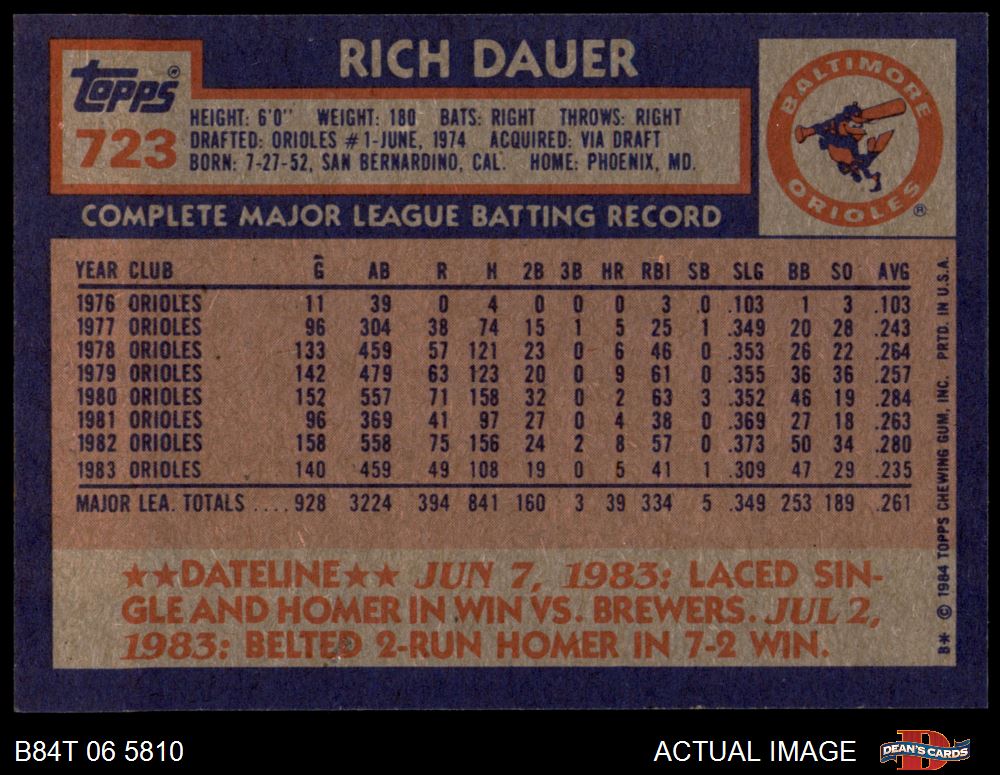 RICH DAUER
Topps®
723
HEIGHT: 6'0" WEIGHT: 180 BATS: RIGHT THROWS: RIGHT
DRAFTED: ORIOLES #1-JUNE, 1974 ACQUIRED: VIA DRAFT
BORN: 7-27-52, SAN BERNARDINO, CAL. HOME: PHOENIX, MD.
BALTIMORE
ORIOLES ®
COMPLETE MAJOR LEAGUE BATTING RECORD
YEAR CLUB G AB R H 2B 3B HR RBI SB SLG BB SO AVG
1976 ORIOLES 11 39 0 4 0 0 0 3 .0 .103 1 3 .103
1977 ORIOLES 96 304 38 74 15 1 5 25 1 .349 20 28 .243
1978 ORIOLES 133 459 57 121 23 0 6 46 0 .353 26 22 .264
1979 ORIOLES 142 479 63 123 20 0 9 61 0 .355 36 36 .257
1980 ORIOLES 152 557 71 158 32 0 2 63 3 .352 46 19 .284
1981 ORIOLES 96 369 41 97 27 0 4 38 0 .369 27 18 .263
1982 ORIOLES 158 558 75 156 24 2 8 57 0 .373 50 34 .280
1983 ORIOLES 140 459 49 108 19 0 5 41 1 .309 47 29 .235
MAJOR LEA. TOTALS ....928 3224 394 841 160 3 39 334 5 .349 253 189 .261
★★DATELINE★★ JUN 7, 1983: LACED SIN-
GLE AND HOMER IN WIN VS. BREWERS. JUL 2,
1983: BELTED 2-RUN HOMER IN 7-2 WIN.
B* © 1984 TOPPS CHEWING GUM, INC. PRTD. IN U.S.A.
B84T 06 5810
ACTUAL IMAGE
D
DEAN'S CARDS